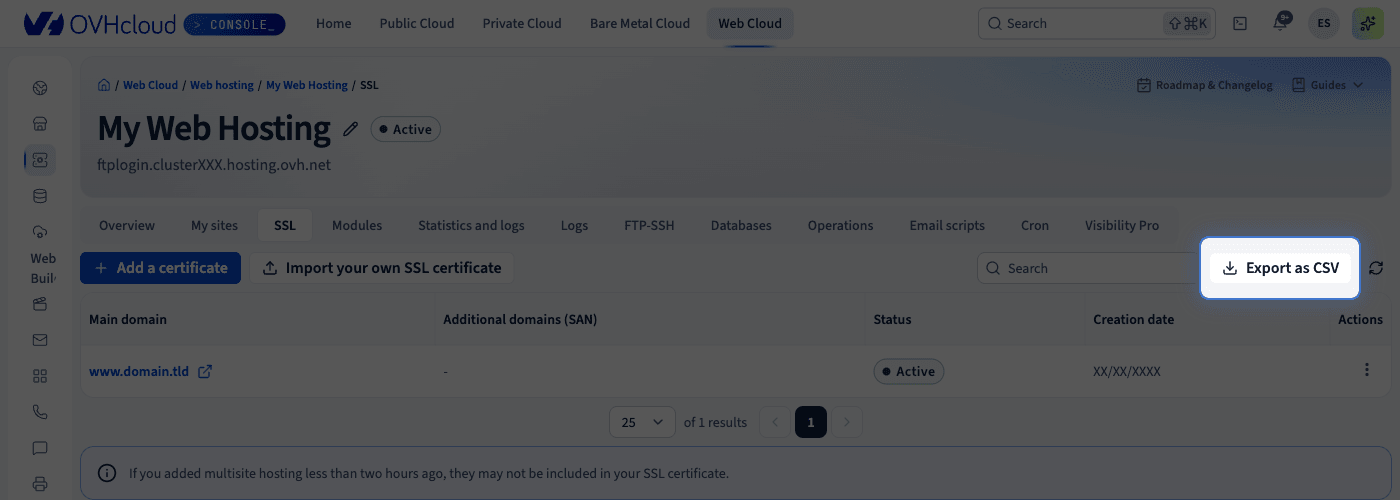 OVHcloud > CONSOLE_ Home Public Cloud Private Cloud Bare Metal Cloud Web Cloud Search ⇧⌘K 9+ ES
/ Web Cloud / Web hosting / My Web Hosting / SSL Roadmap & Changelog Guides
My Web Hosting Active
ftplogin.clusterXXX.hosting.ovh.net
Overview My sites SSL Modules Statistics and logs Logs FTP-SSH Databases Operations Email scripts Cron Visibility Pro
Web
Buil
+ Add a certificate Import your own SSL certificate Search Export as CSV
Main domain Additional domains (SAN) Status Creation date Actions
www.domain.tld - Active XX/XX/XXXX
25 of 1 results 1
If you added multisite hosting less than two hours ago, they may not be included in your SSL certificate.